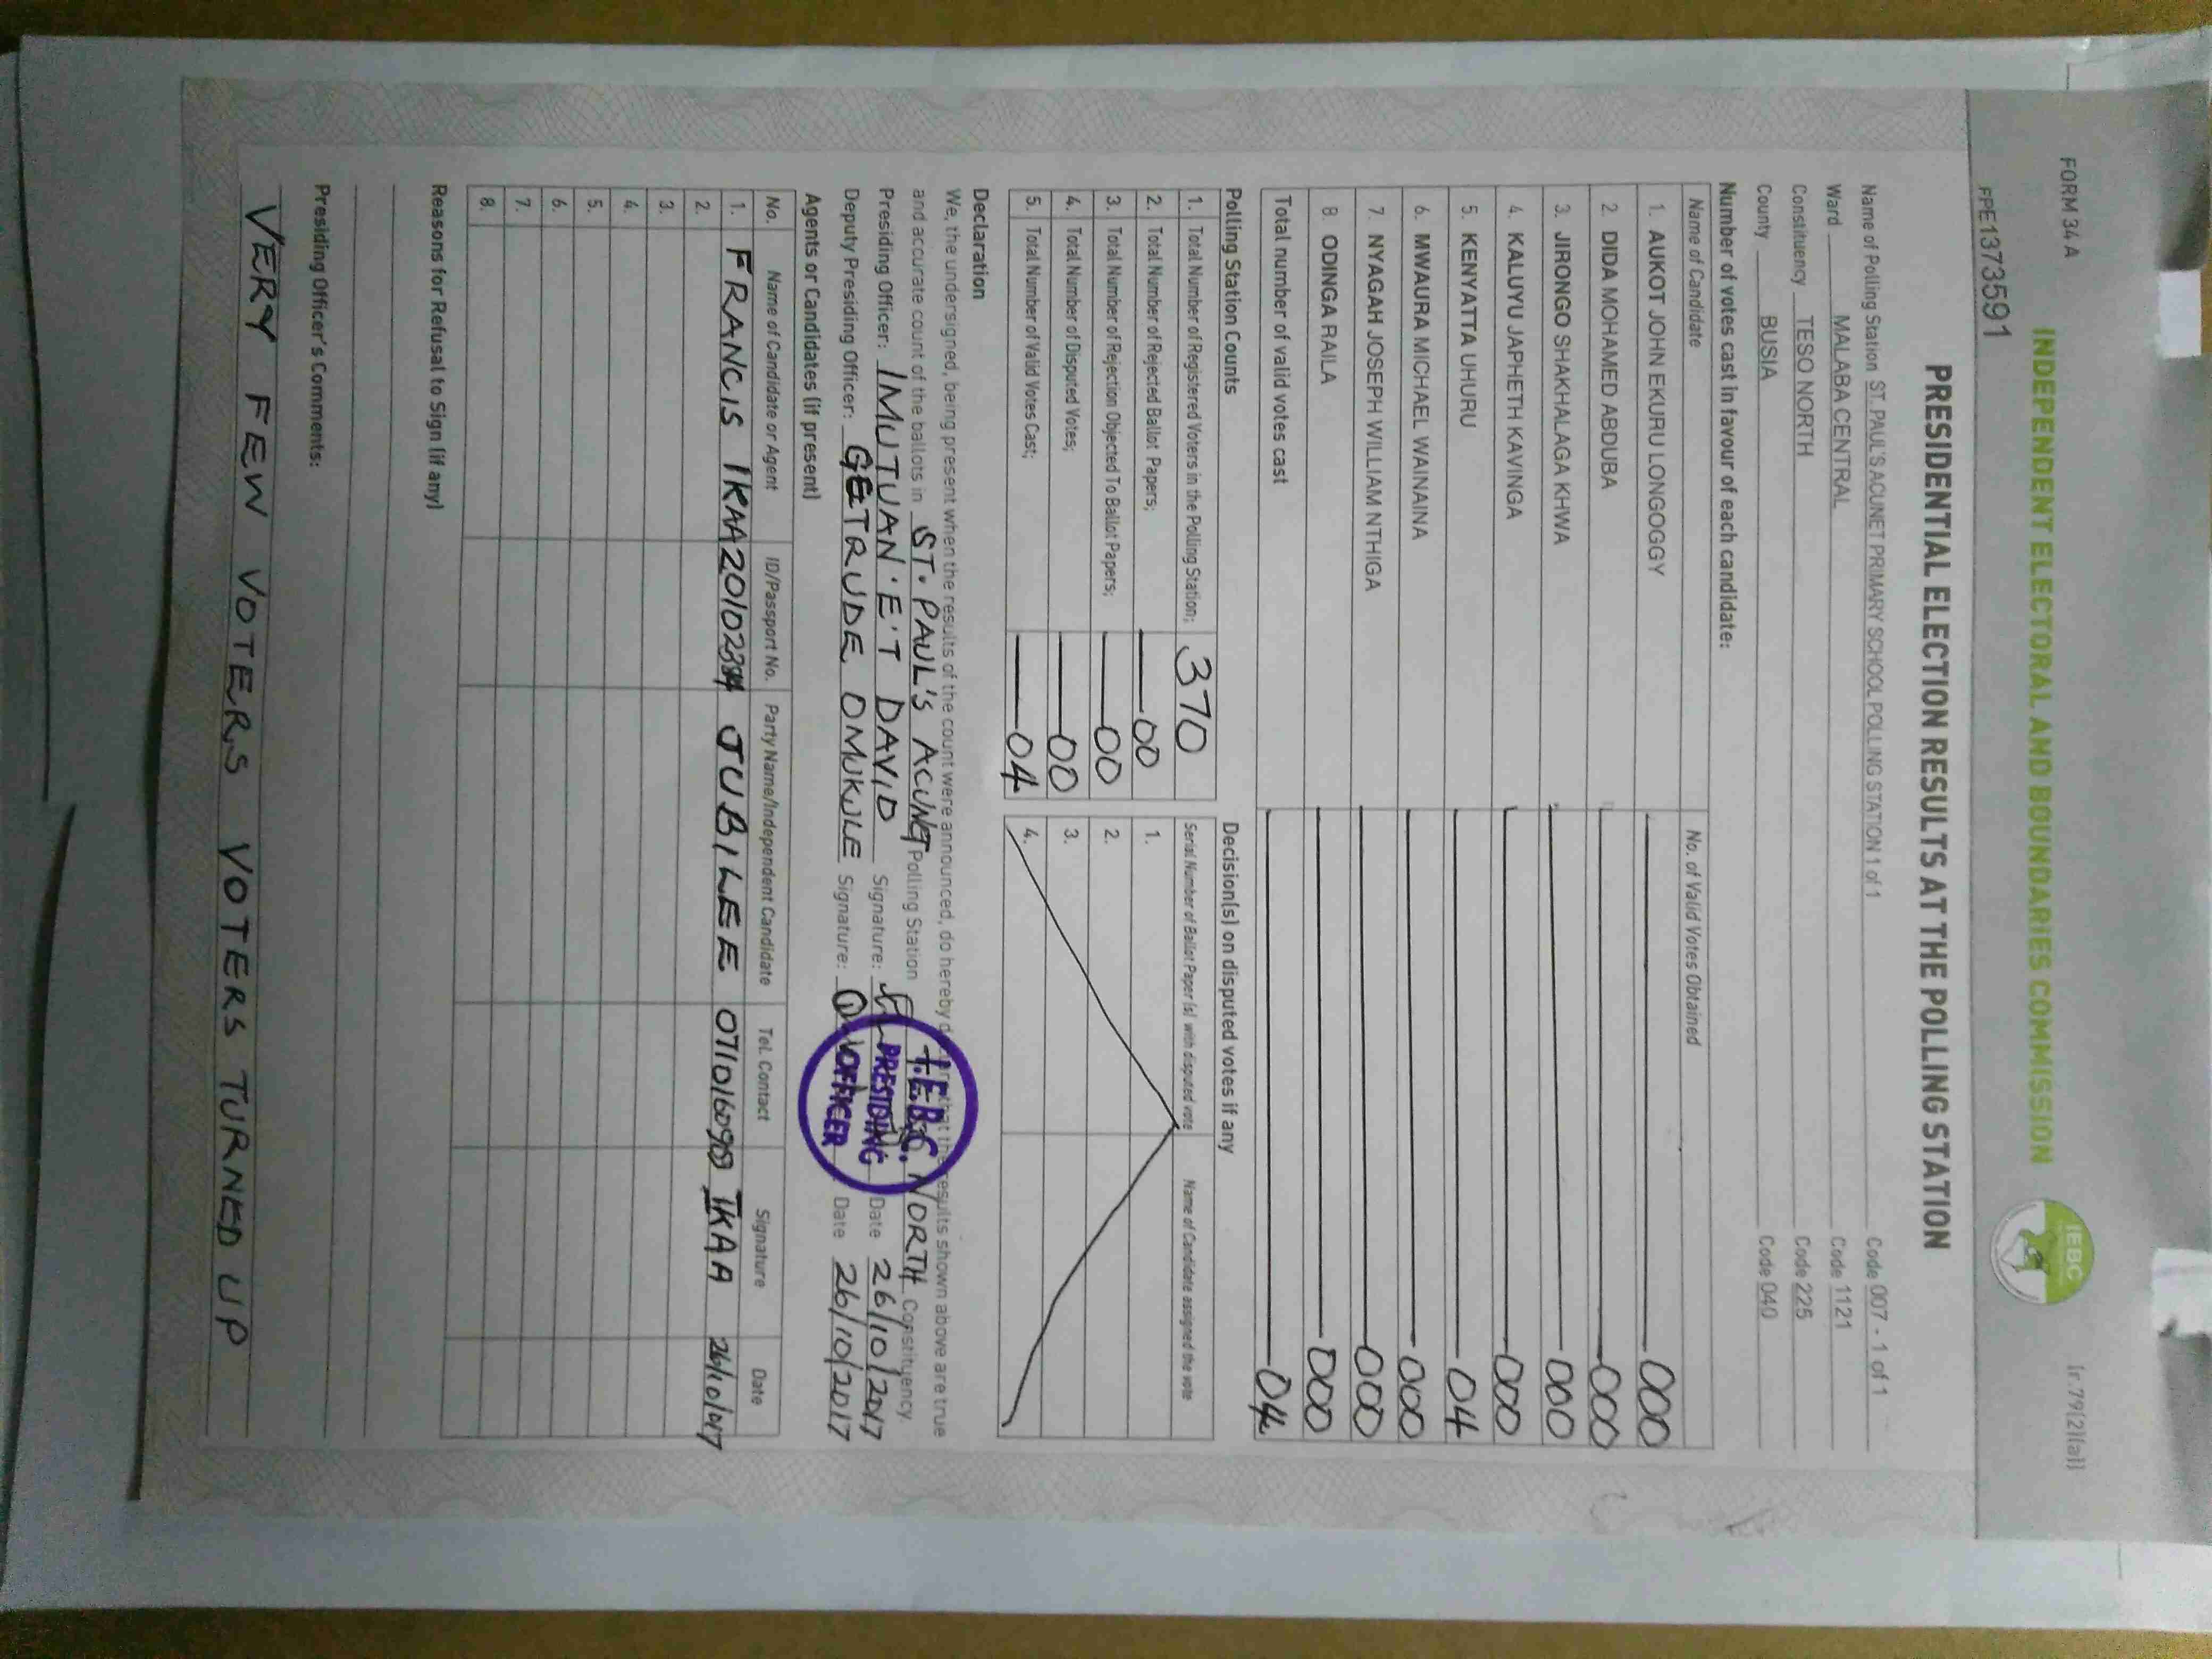 FORM 34 A
(r 79(2)(a))
INDEPENDENT ELECTORAL AND BOUNDARIES COMMISSION
IEBC
FPE1373591
PRESIDENTIAL ELECTION RESULTS AT THE POLLING STATION
Name of Polling Station ST. PAUL'S ACUNET PRIMARY SCHOOL POLLING STATION 1 of 1 Code 007 - 1 of 1
Ward MALABA CENTRAL Code 1121
Constituency TESO NORTH Code 225
County BUSIA Code 040
Number of votes cast in favour of each candidate:
Name of Candidate No. of Valid Votes Obtained
1. AUKOT JOHN EKURU LONGOGGY 000
2. DIDA MOHAMED ABDUBA 000
3. JIRONGO SHAKHALAGA KHWA 000
4. KALUYU JAPHETH KAVINGA 000
5. KENYATTA UHURU 04
6. MWAURA MICHAEL WAINAINA 000
7. NYAGAH JOSEPH WILLIAM NTHIGA 000
8. ODINGA RAILA 000
Total number of valid votes cast 04
Polling Station Counts Decision(s) on disputed votes if any
1. Total Number of Registered Voters in the Polling Station; 370 Serial Number of Ballot Paper (s) with disputed vote Name of Candidate assigned the vote
2. Total Number of Rejected Ballot Papers; 00 1.
3. Total Number of Rejection Objected To Ballot Papers; 00 2.
4. Total Number of Disputed Votes; 00 3.
5. Total Number of Valid Votes Cast; 04 4.
Declaration
We, the undersigned, being present when the results of the count were announced, do hereby that the results shown above are true
and accurate count of the ballots in ST. PAUL'S ACUNET Polling Station NORTH Constituency.
Presiding Officer: IMUTUAN. E'T DAVID Signature: Date 26/10/2017
Deputy Presiding Officer: GETRUDE OMUKULE Signature: Date 26/10/2017
I.E.B.C.
PRESIDING
OFFICER
Agents or Candidates (if present)
No. Name of Candidate or Agent ID/Passport No. Party Name/Independent Candidate Tel. Contact Signature Date
1. FRANCIS IKAA JUBILEE IKAA
2.
3.
4.
5.
6.
7.
8.
Reasons for Refusal to Sign (if any)
Presiding Officer's Comments:
VERY FEW VOTERS VOTERS TURNED UP